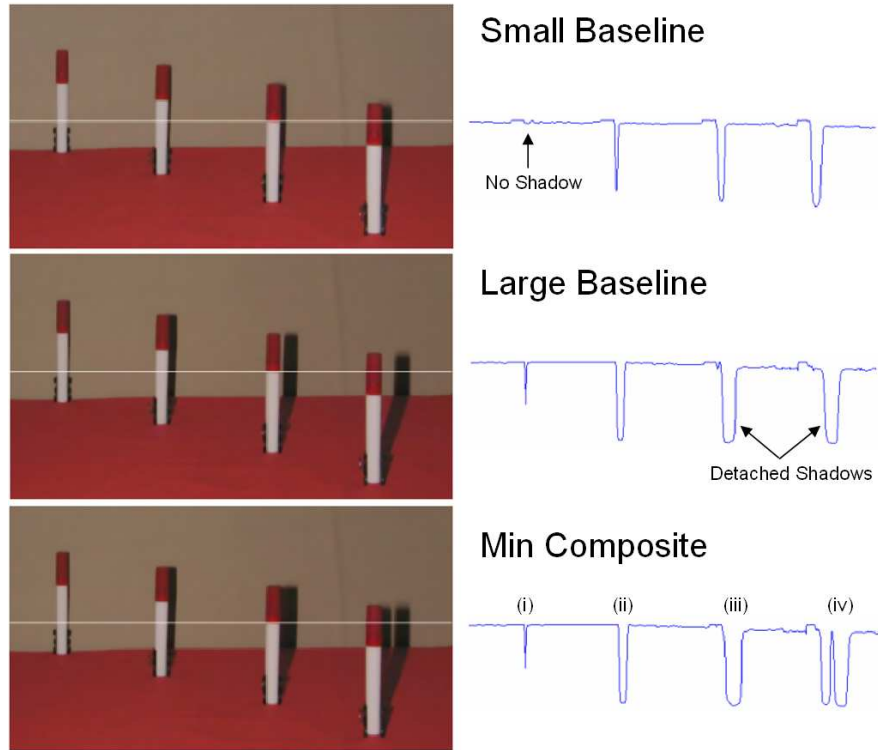 Small Baseline
No Shadow
Large Baseline
Detached Shadows
Min Composite
(i) (ii) (iii) (iv)